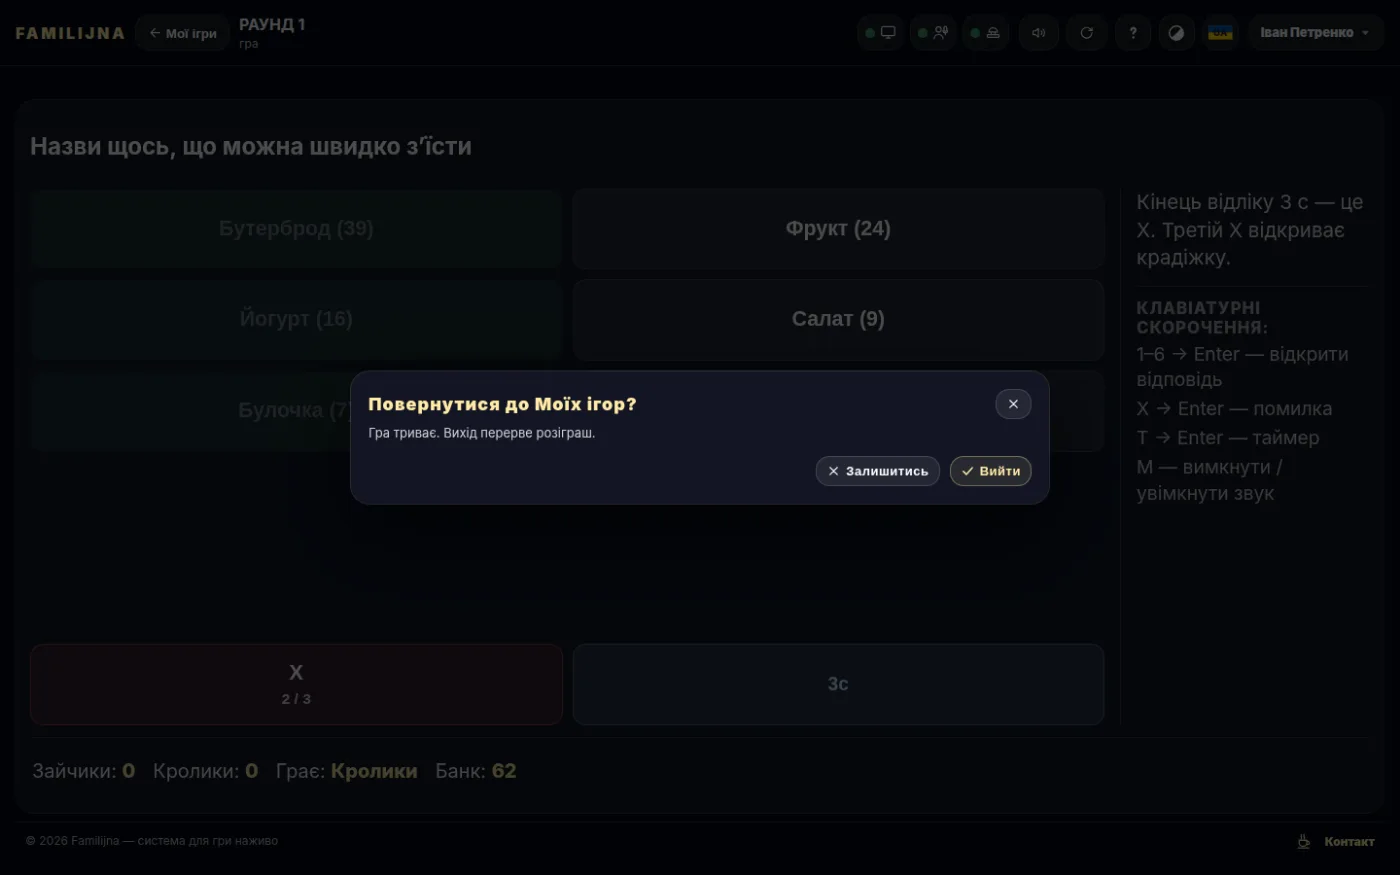 FAMILIJNA
← Мої ігри
РАУНД 1
гра
?
Іван Петренко
Назви щось, що можна швидко з’їсти
Бутерброд (39)
Фрукт (24)
Йогурт (16)
Салат (9)
Булочка (7)
Кінець відліку 3 с — це
X. Третій X відкриває
крадіжку.
КЛАВІАТУРНІ
СКОРОЧЕННЯ:
1–6 → Enter — відкрити
відповідь
X → Enter — помилка
T → Enter — таймер
M — вимкнути /
увімкнути звук
Повернутися до Моїх ігор?
Гра триває. Вихід перерве розіграш.
✕ Залишитись
✓ Вийти
X
2 / 3
3с
Зайчики: 0 Кролики: 0 Грає: Кролики Банк: 62
© 2026 Familijna — система для гри наживо
Контакт